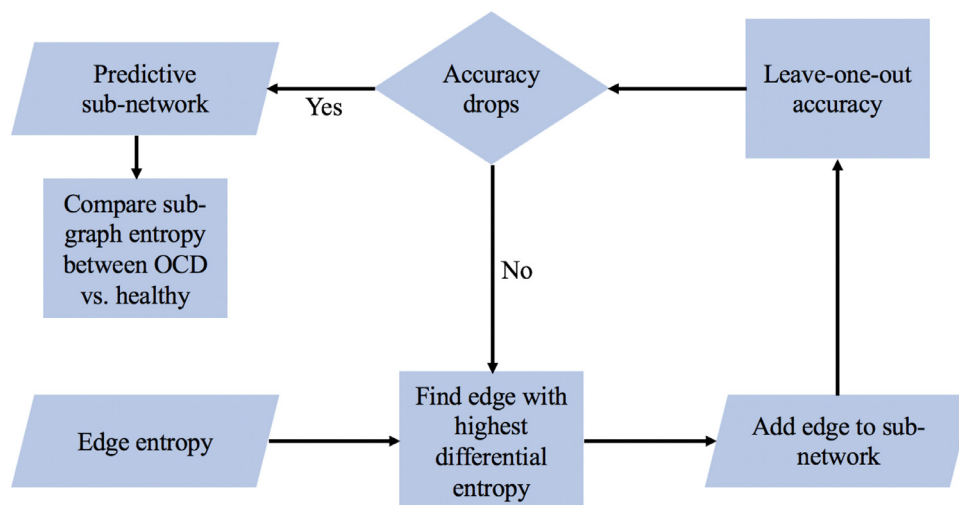 Predictive
sub-network
Accuracy
drops
Leave-one-out
accuracy
Yes
Compare sub-
graph entropy
between OCD
vs. healthy
No
Edge entropy
Find edge with
highest
differential
entropy
Add edge to sub-
network